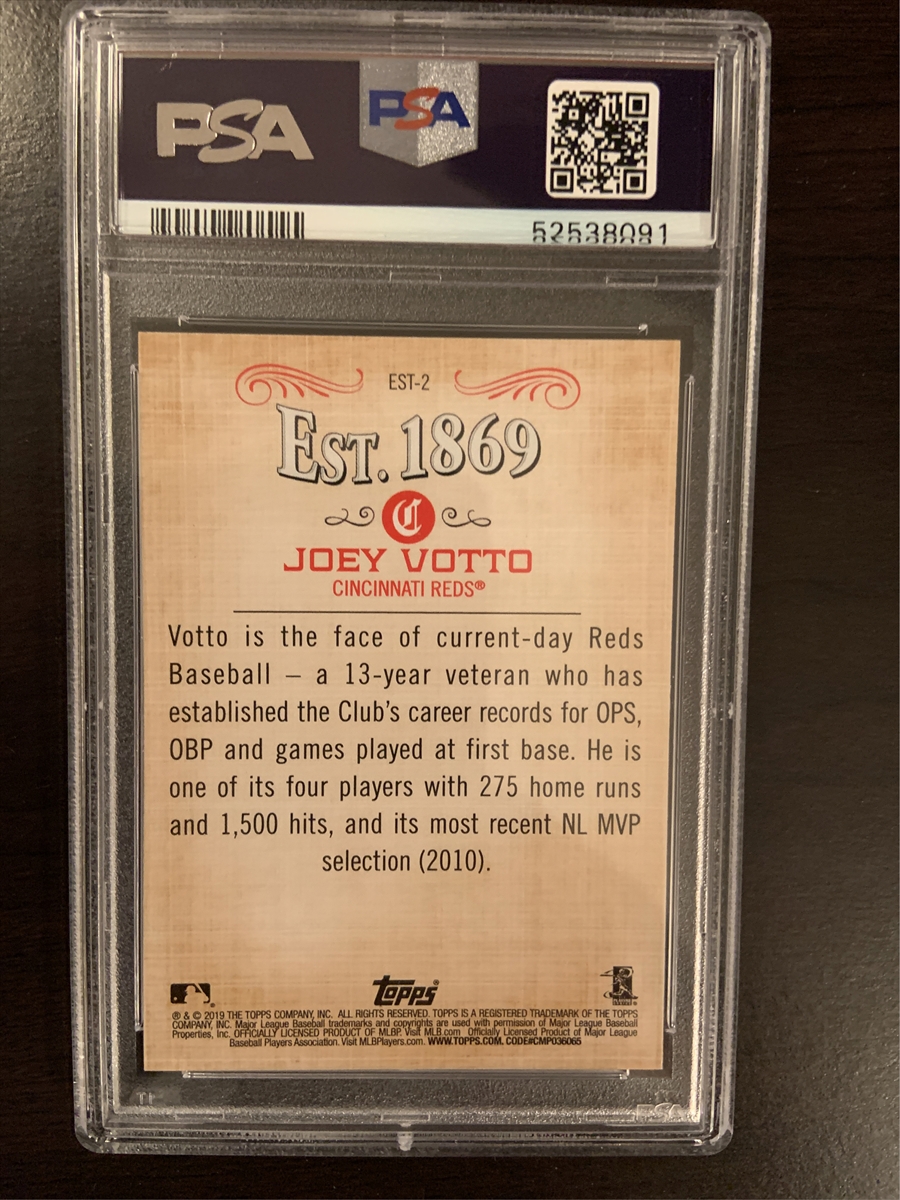 PSA
PSA
52538091
EST-2
EST. 1869
C
JOEY VOTTO
CINCINNATI REDS®
Votto is the face of current-day Reds
Baseball – a 13-year veteran who has
established the Club's career records for OPS,
OBP and games played at first base. He is
one of its four players with 275 home runs
and 1,500 hits, and its most recent NL MVP
selection (2010).
topps®
® & © 2019 THE TOPPS COMPANY, INC. ALL RIGHTS RESERVED. TOPPS IS A REGISTERED TRADEMARK OF THE TOPPS
COMPANY, INC. Major League Baseball trademarks and copyrights are used with permission of Major League Baseball
Properties, Inc. OFFICIALLY LICENSED PRODUCT OF MLBP. Visit MLB.com Officially Licensed Product of Major League
Baseball Players Association. Visit MLBPlayers.com. WWW.TOPPS.COM. CODE#CMP036065